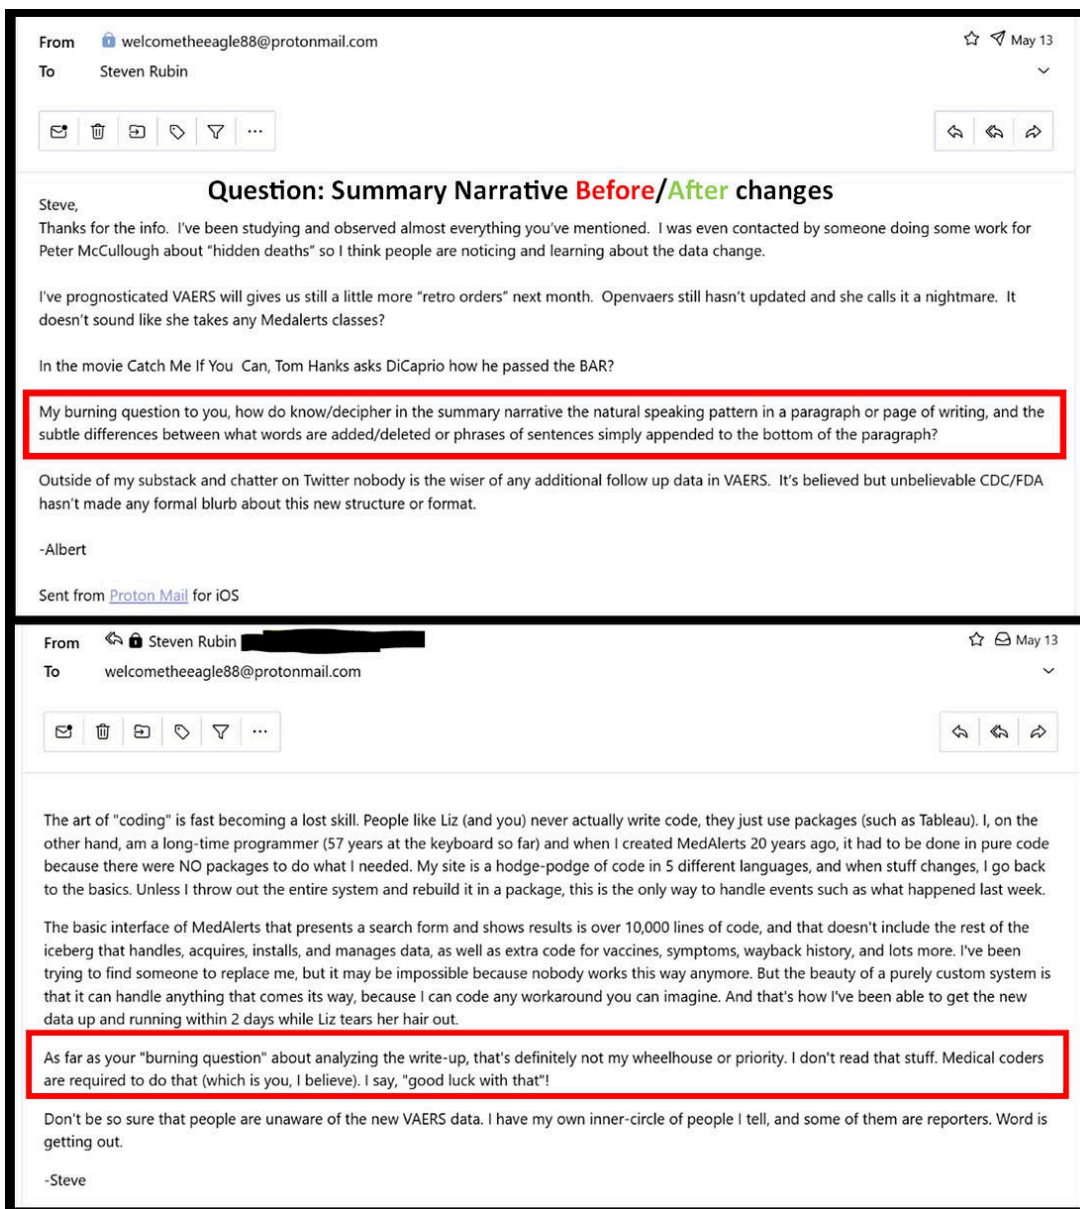 From welcometheeagle88@protonmail.com May 13
To Steven Rubin
Question: Summary Narrative Before/After changes
Steve,
Thanks for the info. I've been studying and observed almost everything you've mentioned. I was even contacted by someone doing some work for
Peter McCullough about "hidden deaths" so I think people are noticing and learning about the data change.
I've prognosticated VAERS will gives us still a little more "retro orders" next month. Openvaers still hasn't updated and she calls it a nightmare. It
doesn't sound like she takes any Medalerts classes?
In the movie Catch Me If You Can, Tom Hanks asks DiCaprio how he passed the BAR?
My burning question to you, how do know/decipher in the summary narrative the natural speaking pattern in a paragraph or page of writing, and the
subtle differences between what words are added/deleted or phrases of sentences simply appended to the bottom of the paragraph?
Outside of my substack and chatter on Twitter nobody is the wiser of any additional follow up data in VAERS. It's believed but unbelievable CDC/FDA
hasn't made any formal blurb about this new structure or format.
-Albert
Sent from Proton Mail for iOS
From Steven Rubin May 13
To welcometheeagle88@protonmail.com
The art of "coding" is fast becoming a lost skill. People like Liz (and you) never actually write code, they just use packages (such as Tableau). I, on the
other hand, am a long-time programmer (57 years at the keyboard so far) and when I created MedAlerts 20 years ago, it had to be done in pure code
because there were NO packages to do what I needed. My site is a hodge-podge of code in 5 different languages, and when stuff changes, I go back
to the basics. Unless I throw out the entire system and rebuild it in a package, this is the only way to handle events such as what happened last week.
The basic interface of MedAlerts that presents a search form and shows results is over 10,000 lines of code, and that doesn't include the rest of the
iceberg that handles, acquires, installs, and manages data, as well as extra code for vaccines, symptoms, wayback history, and lots more. I've been
trying to find someone to replace me, but it may be impossible because nobody works this way anymore. But the beauty of a purely custom system is
that it can handle anything that comes its way, because I can code any workaround you can imagine. And that's how I've been able to get the new
data up and running within 2 days while Liz tears her hair out.
As far as your "burning question" about analyzing the write-up, that's definitely not my wheelhouse or priority. I don't read that stuff. Medical coders
are required to do that (which is you, I believe). I say, "good luck with that"!
Don't be so sure that people are unaware of the new VAERS data. I have my own inner-circle of people I tell, and some of them are reporters. Word is
getting out.
-Steve